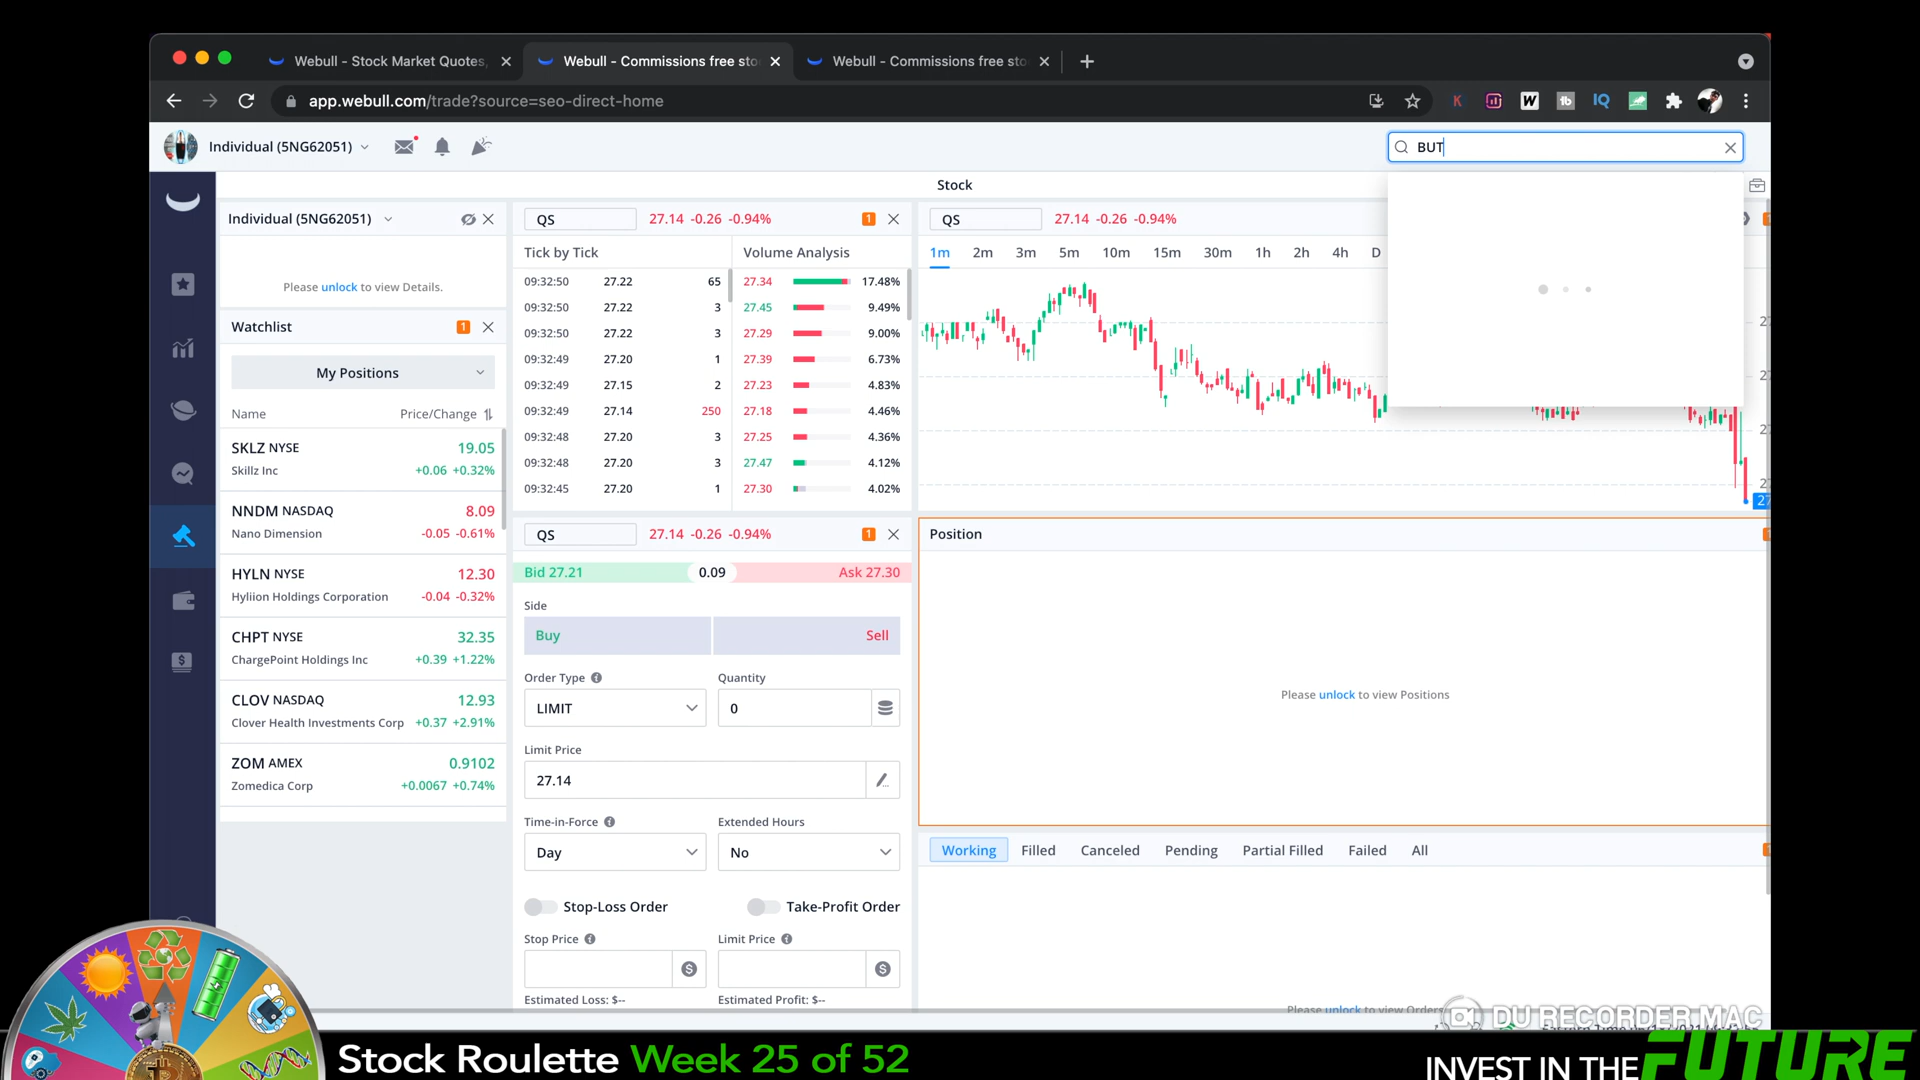 Webull - Stock Market Quotes,
Webull - Commissions free sto
Webull - Commissions free sto
app.webull.com/trade?source=seo-direct-home
Individual (5NG62051)
BUT
Stock
Individual (5NG62051)
Please unlock to view Details.
Watchlist 1
My Positions
Name Price/Change
SKLZ NYSE 19.05
Skillz Inc +0.06 +0.32%
NNDM NASDAQ 8.09
Nano Dimension -0.05 -0.61%
HYLN NYSE 12.30
Hyliion Holdings Corporation -0.04 -0.32%
CHPT NYSE 32.35
ChargePoint Holdings Inc +0.39 +1.22%
CLOV NASDAQ 12.93
Clover Health Investments Corp +0.37 +2.91%
ZOM AMEX 0.9102
Zomedica Corp +0.0067 +0.74%
QS 27.14 -0.26 -0.94% 1
Tick by Tick Volume Analysis
09:32:50 27.22 65 27.34 17.48%
09:32:50 27.22 3 27.45 9.49%
09:32:50 27.22 3 27.29 9.00%
09:32:49 27.20 1 27.39 6.73%
09:32:49 27.15 2 27.23 4.83%
09:32:49 27.14 250 27.18 4.46%
09:32:48 27.20 3 27.25 4.36%
09:32:48 27.20 3 27.47 4.12%
09:32:45 27.20 1 27.30 4.02%
QS 27.14 -0.26 -0.94% 1
Bid 27.21 0.09 Ask 27.30
Side
Buy Sell
Order Type Quantity
LIMIT 0
Limit Price
27.14
Time-in-Force Extended Hours
Day No
Stop-Loss Order Take-Profit Order
Stop Price Limit Price
Estimated Loss: $-- Estimated Profit: $--
QS 27.14 -0.26 -0.94%
1m 2m 3m 5m 10m 15m 30m 1h 2h 4h D
Position
Please unlock to view Positions
Working Filled Canceled Pending Partial Filled Failed All
Please unlock to view Orders
DU RECORDER MAC
Stock Roulette Week 25 of 52
INVEST IN THE FUTURE